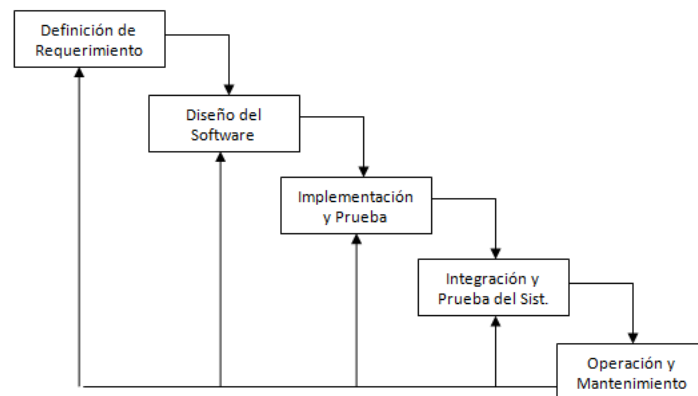 Definición de
Requerimiento
Diseño del
Software
Implementación
y Prueba
Integración y
Prueba del Sist.
Operación y
Mantenimiento